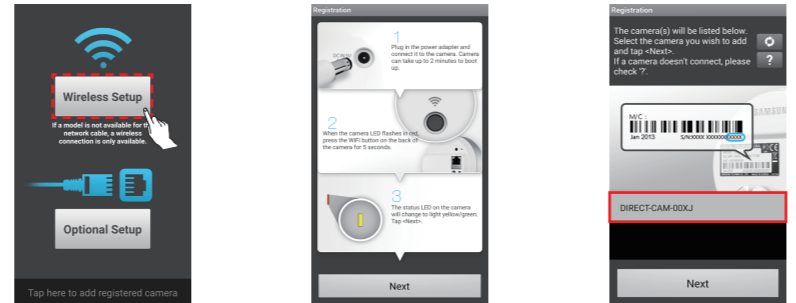 Wireless Setup
If a model is not available for th
network cable, a wireless
connection is only available.
Optional Setup
Tap here to add registered camera
Registration
1
Plug in the power adapter and
connect it to the camera. Camera
can take up to 2 minutes to boot
up.
2
When the camera LED flashes in red,
press the WiFi button on the back of
the camera for 5 seconds.
3
The status LED on the camera
will change to light yellow/green.
Tap <Next>.
Next
Registration
The camera(s) will be listed below.
Select the camera you wish to add
and tap <Next>.
If a camera doesn't connect, please
check '?'.
?
M/C :
Jan 2013
SAMSUN
DIRECT-CAM-00XJ
Next